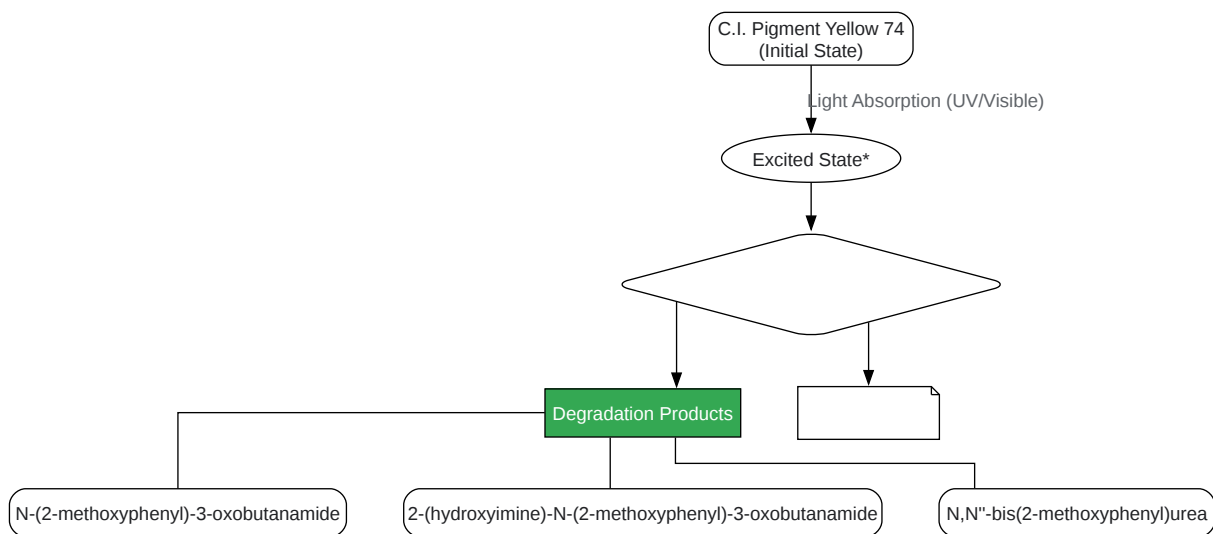 C.I. Pigment Yellow 74
(Initial State)
Light Absorption (UV/Visible)
Excited State*
Degradation Products
N-(2-methoxyphenyl)-3-oxobutanamide
2-(hydroxyimine)-N-(2-methoxyphenyl)-3-oxobutanamide
N,N"-bis(2-methoxyphenyl)urea